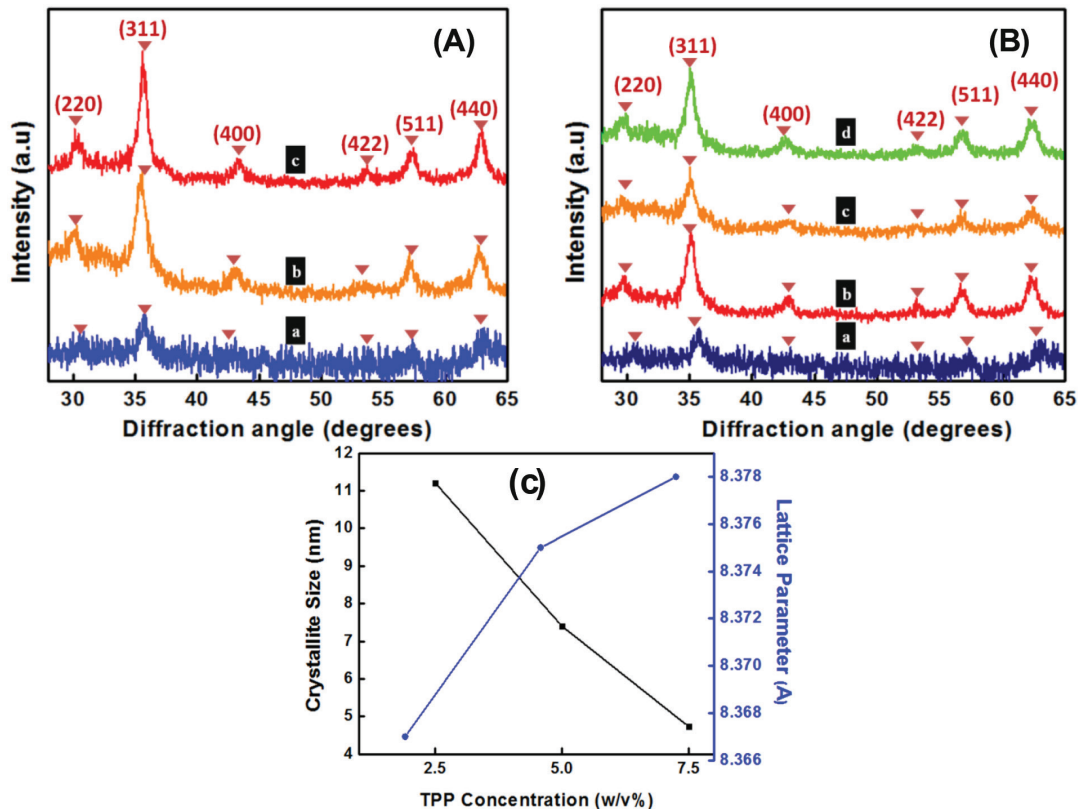 (A)
(311)
(220)
(440)
(511)
(400)
(422)
c
b
a
Intensity (a.u)
30 35 40 45 50 55 60 65
Diffraction angle (degrees)
(B)
(311)
(440)
(220)
(511)
(400)
(422)
d
c
b
a
Intensity (a.u)
30 35 40 45 50 55 60 65
Diffraction angle (degrees)
(c)
12
11
10
9
8
7
6
5
4
Crystallite Size (nm)
8.378
8.376
8.374
8.372
8.370
8.368
8.366
Lattice Parameter (A)
2.5 5.0 7.5
TPP Concentration (w/v%)